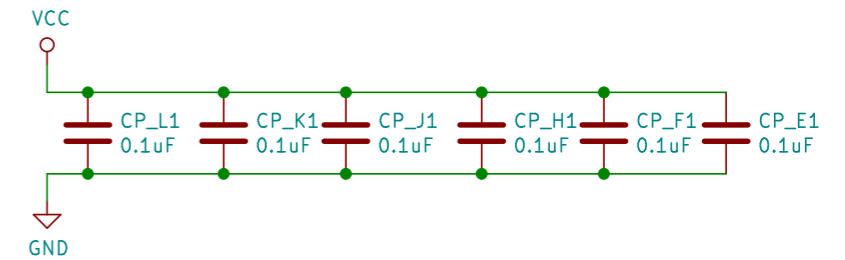 VCC
CP_L1
0.1uF
CP_K1
0.1uF
CP_J1
0.1uF
CP_H1
0.1uF
CP_F1
0.1uF
CP_E1
0.1uF
GND